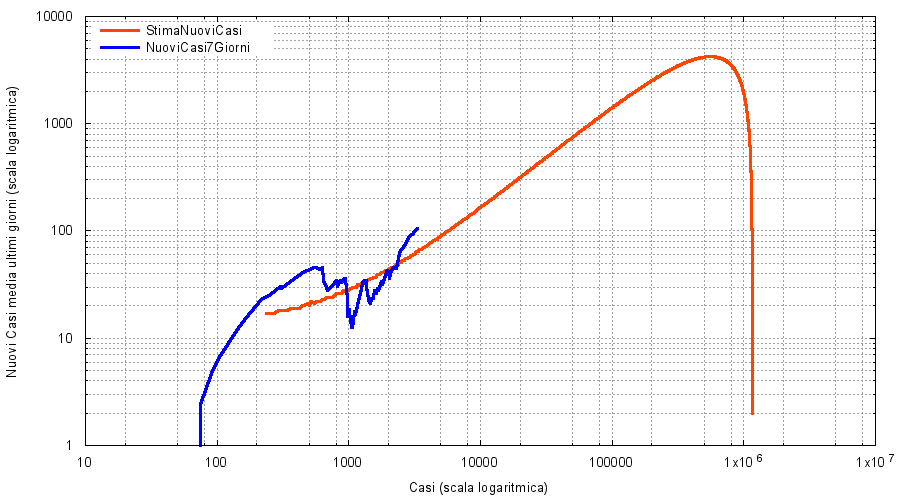 10000
StimaNuoviCasi
NuoviCasi7Giorni
1000
100
10
1
Nuovi Casi media ultimi giorni (scala logaritmica)
10 100 1000 10000 100000 1x10 6 1x10 7
Casi (scala logaritmica)